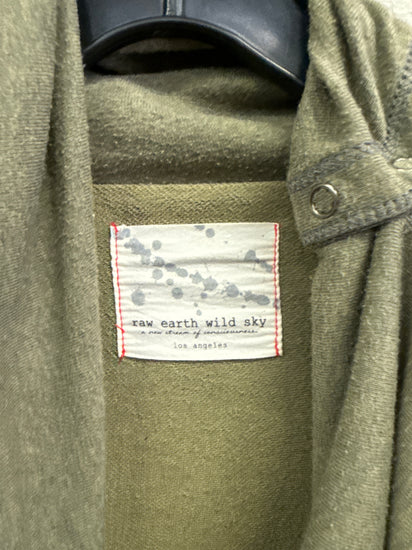 raw earth wild sky
a new stream of consciousness
los angeles